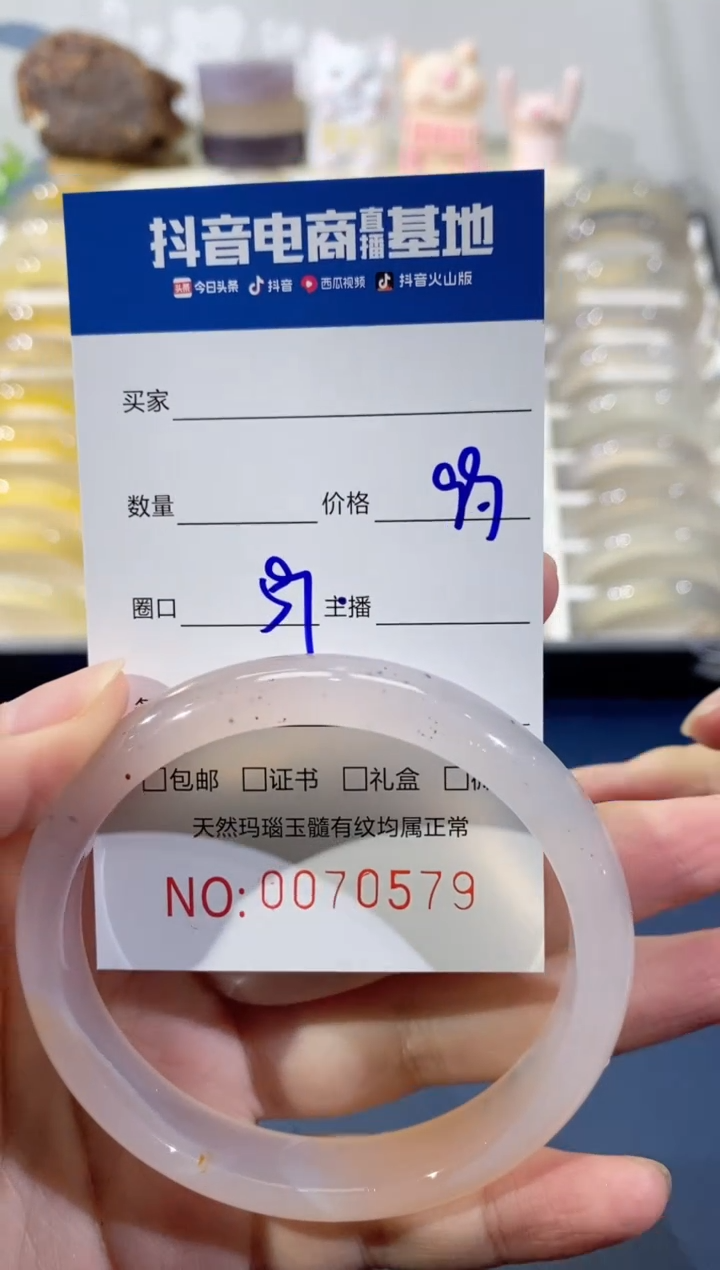 抖音电商直播基地
今日头条 抖音 西瓜视频 抖音火山版
买家
数量 价格
圈口 主播
包邮 证书 礼盒
天然玛瑙玉髓有纹均属正常
NO: 0070579